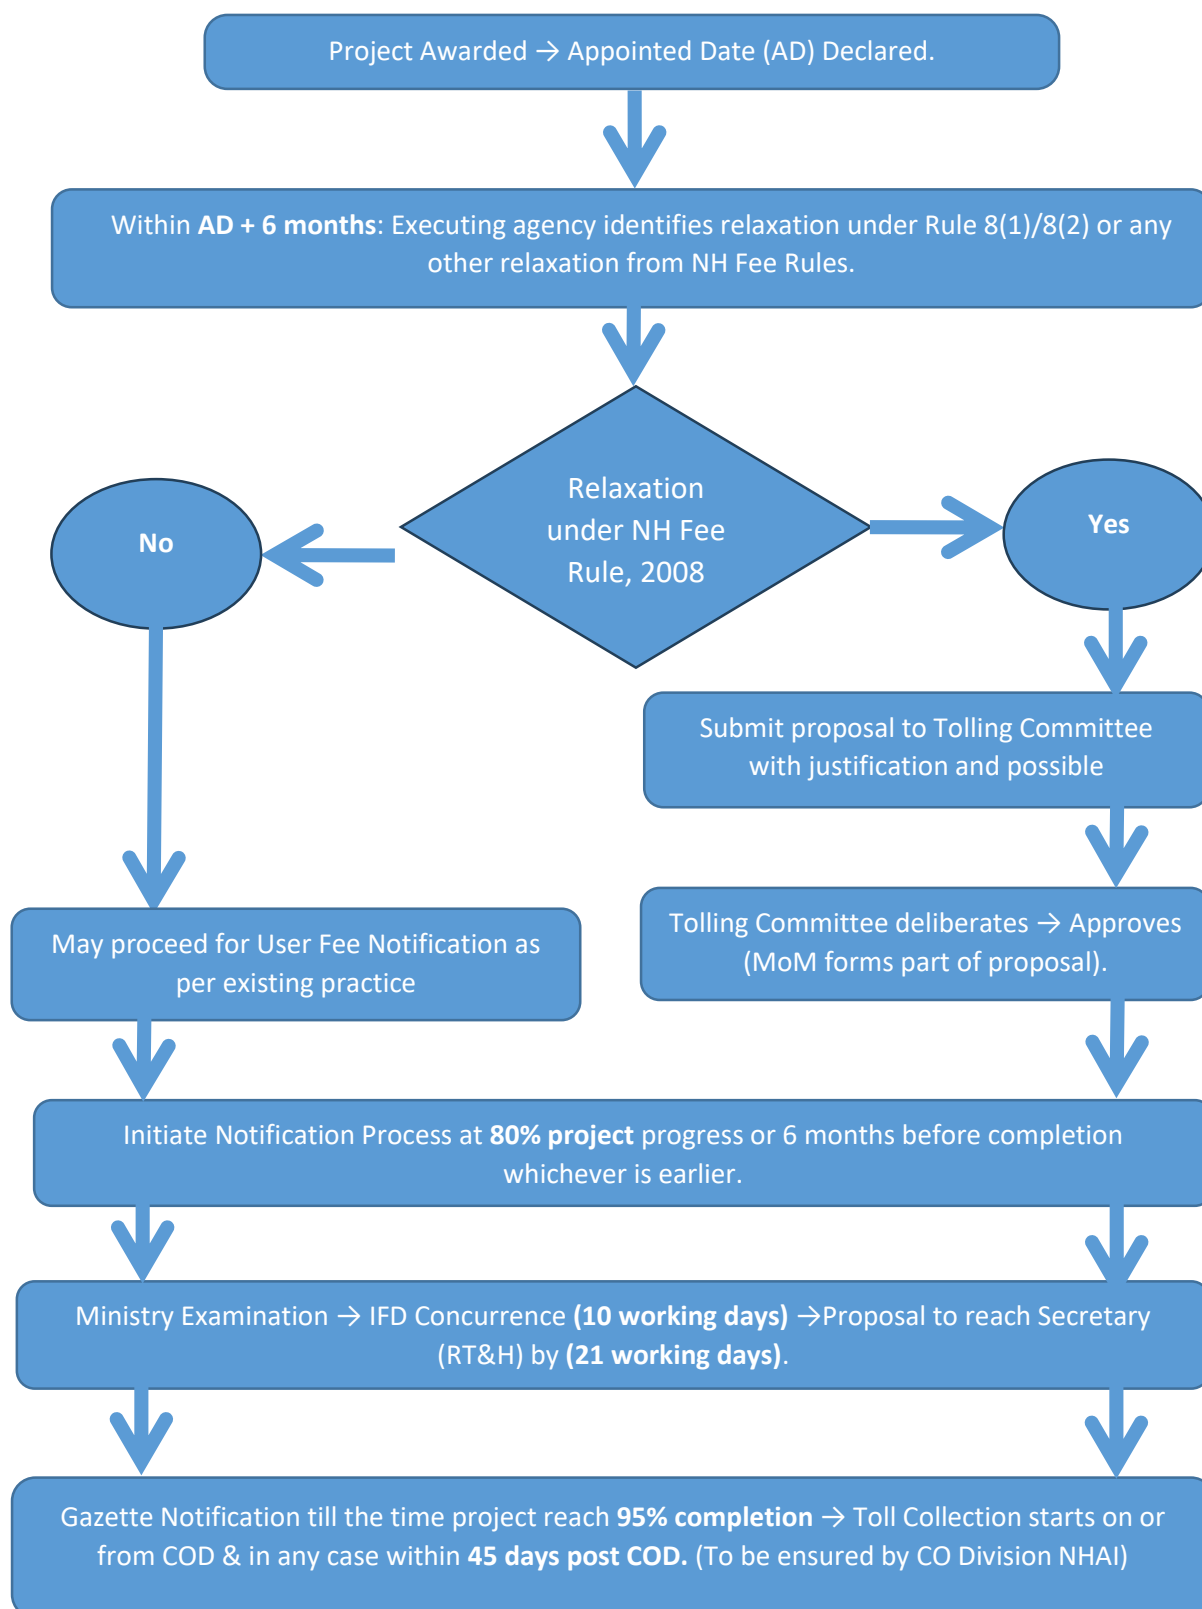 Project Awarded → Appointed Date (AD) Declared.
Within AD + 6 months: Executing agency identifies relaxation under Rule 8(1)/8(2) or any
other relaxation from NH Fee Rules.
Relaxation
under NH Fee
Rule, 2008
No
Yes
Submit proposal to Tolling Committee
with justification and possible
Tolling Committee deliberates → Approves
(MoM forms part of proposal).
May proceed for User Fee Notification as
per existing practice
Initiate Notification Process at 80% project progress or 6 months before completion
whichever is earlier.
Ministry Examination → IFD Concurrence (10 working days) →Proposal to reach Secretary
(RT&H) by (21 working days).
Gazette Notification till the time project reach 95% completion → Toll Collection starts on or
from COD & in any case within 45 days post COD. (To be ensured by CO Division NHAI)